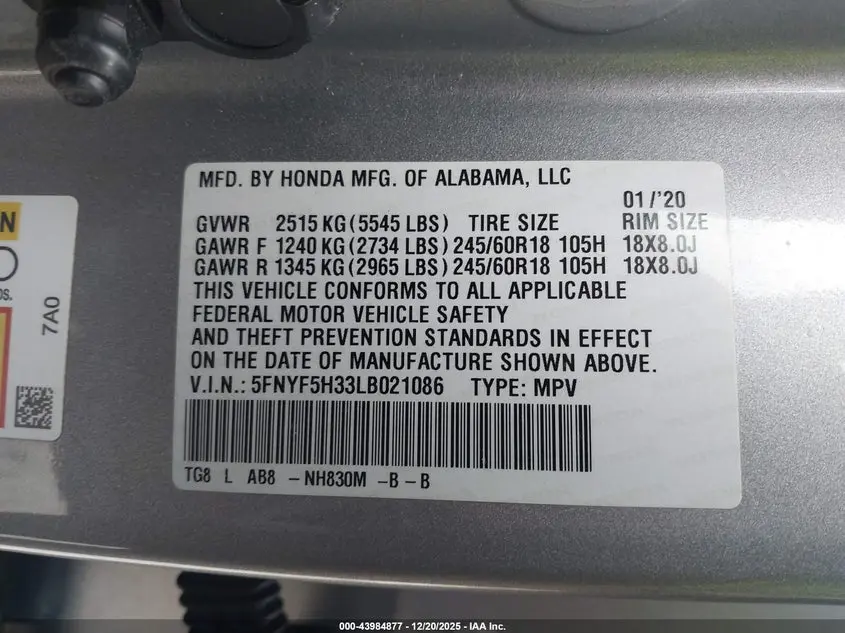 MFD. BY HONDA MFG. OF ALABAMA, LLC
01/'20
GVWR 2515 KG (5545 LBS) TIRE SIZE RIM SIZE
GAWR F 1240 KG (2734 LBS) 245/60R18 105H 18X8.0J
GAWR R 1345 KG (2965 LBS) 245/60R18 105H 18X8.0J
THIS VEHICLE CONFORMS TO ALL APPLICABLE
FEDERAL MOTOR VEHICLE SAFETY
AND THEFT PREVENTION STANDARDS IN EFFECT
ON THE DATE OF MANUFACTURE SHOWN ABOVE.
V.I.N.: 5FNYF5H33LB021086 TYPE: MPV
TG8 L AB8 - NH830M - B - B
7A0
000-43984877 - 12/20/2025 - IAA Inc.